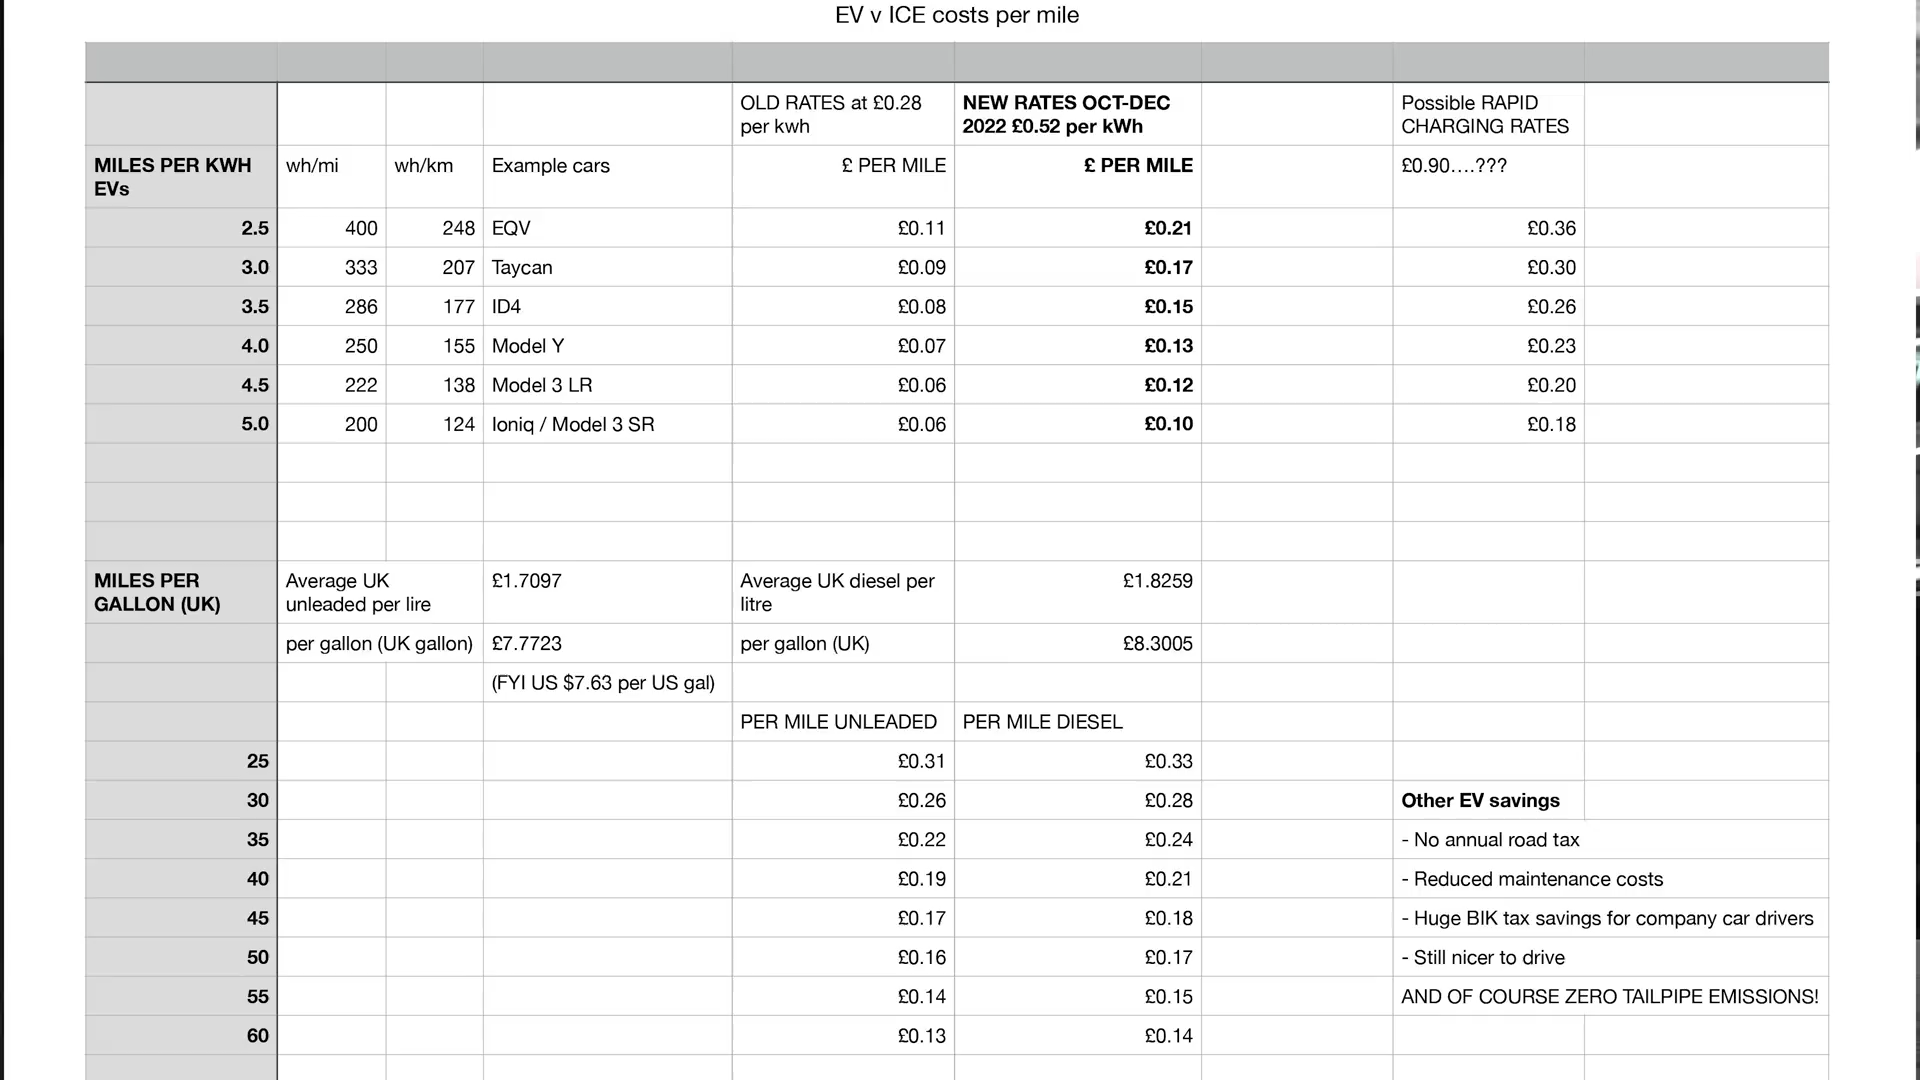 EV v ICE costs per mile
OLD RATES at £0.28 per kwh NEW RATES OCT-DEC 2022 £0.52 per kWh Possible RAPID CHARGING RATES
MILES PER KWH EVs wh/mi wh/km Example cars £ PER MILE £ PER MILE £0.90....???
2.5 400 248 EQV £0.11 £0.21 £0.36
3.0 333 207 Taycan £0.09 £0.17 £0.30
3.5 286 177 ID4 £0.08 £0.15 £0.26
4.0 250 155 Model Y £0.07 £0.13 £0.23
4.5 222 138 Model 3 LR £0.06 £0.12 £0.20
5.0 200 124 Ioniq / Model 3 SR £0.06 £0.10 £0.18
MILES PER GALLON (UK) Average UK unleaded per lire £1.7097 Average UK diesel per litre £1.8259
per gallon (UK gallon) £7.7723 per gallon (UK) £8.3005
(FYI US $7.63 per US gal)
PER MILE UNLEADED PER MILE DIESEL
25 £0.31 £0.33
30 £0.26 £0.28 Other EV savings
35 £0.22 £0.24 - No annual road tax
40 £0.19 £0.21 - Reduced maintenance costs
45 £0.17 £0.18 - Huge BIK tax savings for company car drivers
50 £0.16 £0.17 - Still nicer to drive
55 £0.14 £0.15 AND OF COURSE ZERO TAILPIPE EMISSIONS!
60 £0.13 £0.14